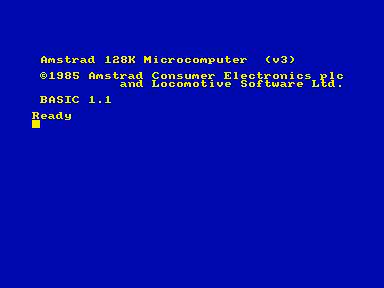 Amstrad 128K Microcomputer  (v3)
©1985 Amstrad Consumer Electronics plc
and Locomotive Software Ltd.
BASIC 1.1
Ready